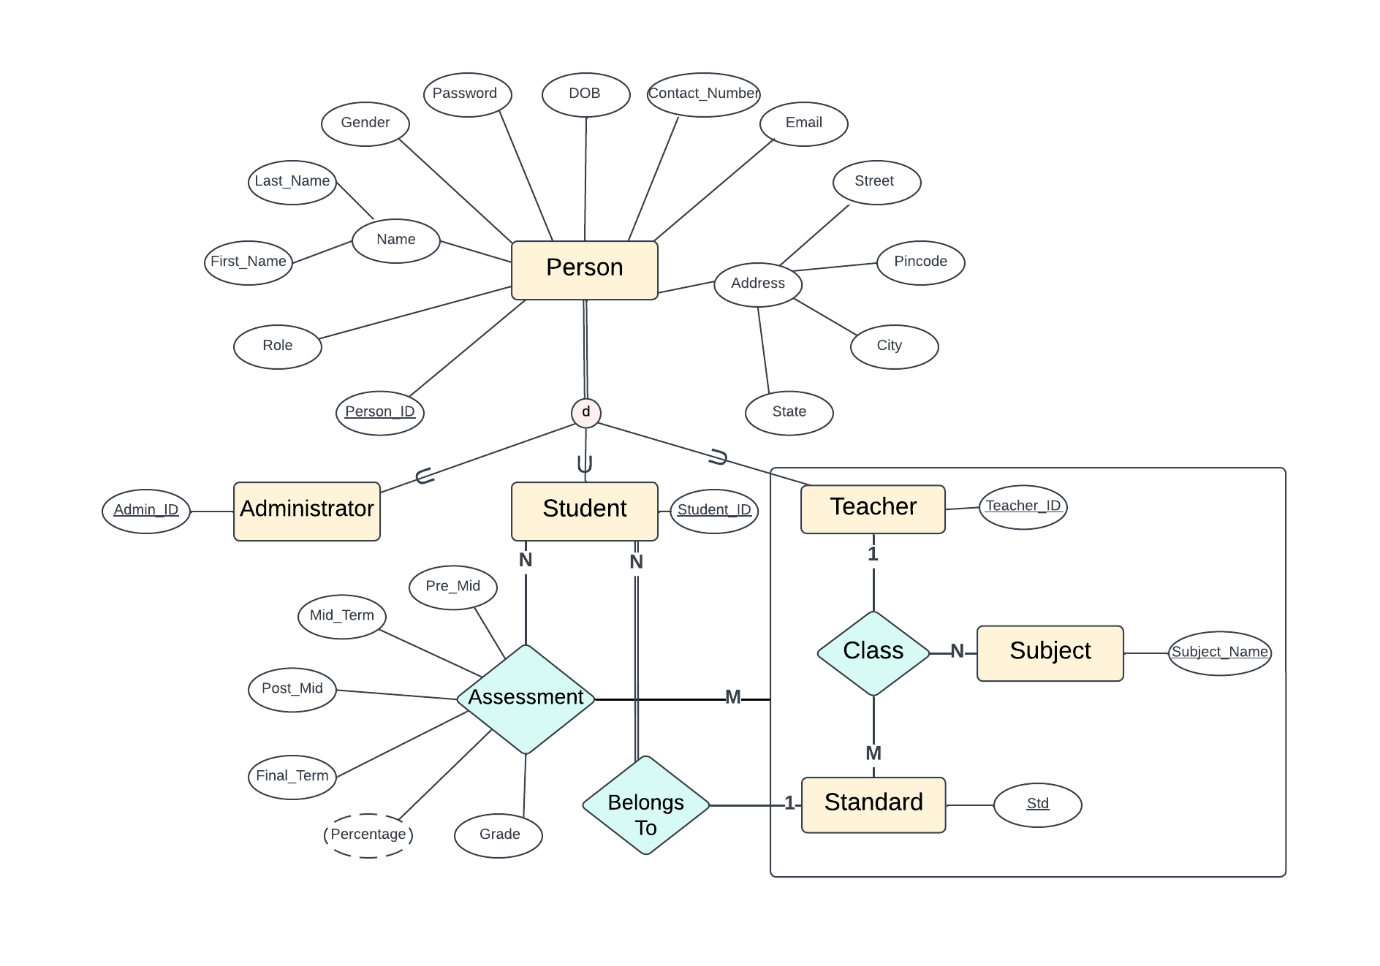 Password
DOB
Contact_Number
Gender
Email
Last_Name
Street
Name
First_Name
Person
Pincode
Address
Role
City
Person_ID
d
State
U
U
U
Admin_ID
Administrator
Student
Student_ID
Teacher
Teacher_ID
N
N
1
Pre_Mid
Mid_Term
Class
N
Subject
Subject_Name
Post_Mid
Assessment
M
M
Final_Term
Belongs
To
1
Standard
Std
Percentage
Grade